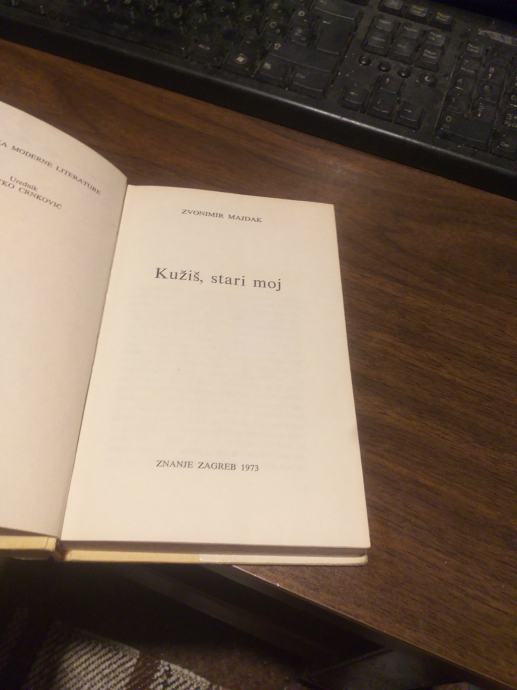 MODERNE LITERATURE
Urednik
CRNKOVIĆ
ZVONIMIR MAJDAK
Kužiš, stari moj
ZNANJE ZAGREB 1973